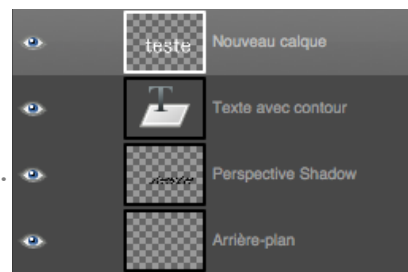 teste
Nouveau calque
T
Texte avec contour
Perspective Shadow
Arrière-plan